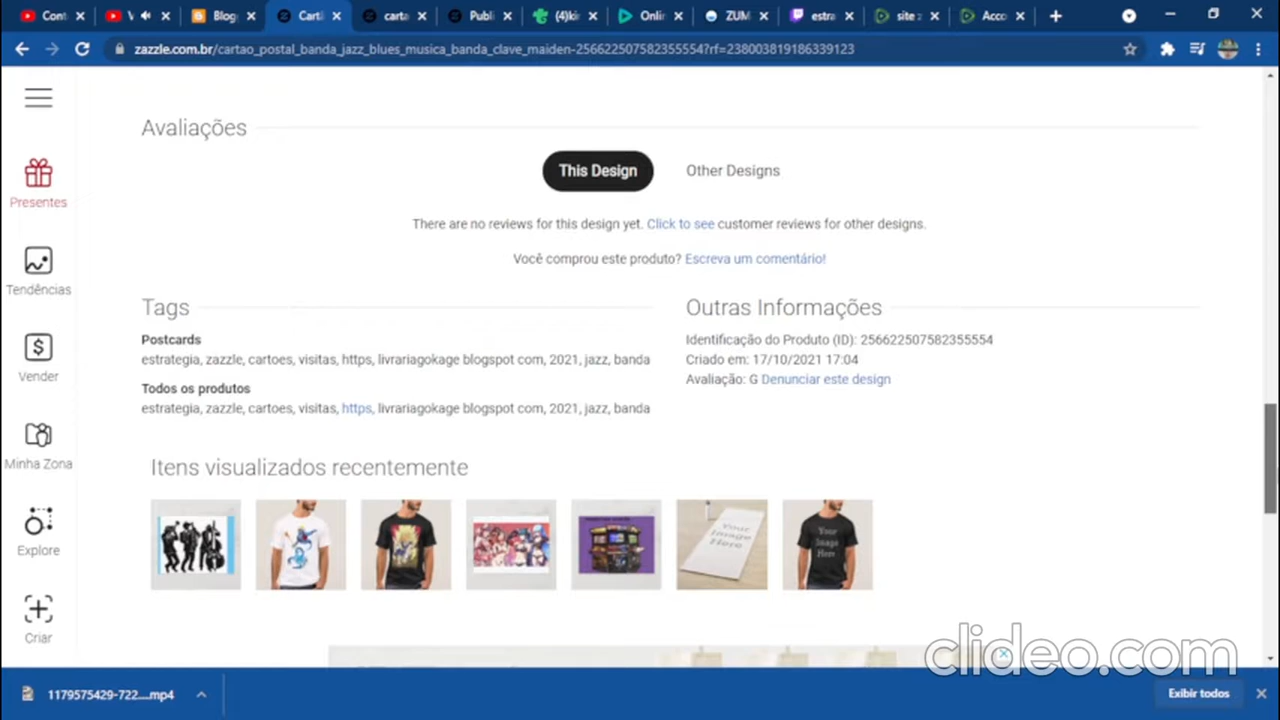 Cont
V
Blog
Carti
carta
Publi
(4)ki
Onlin
ZUM
estra
site z
Acco
zazzle.com.br/cartao_postal_banda_jazz_blues_musica_banda_clave_maiden-256622507582355554?rf=238003819186339123
Avaliações
This Design
Other Designs
Presentes
There are no reviews for this design yet. Click to see customer reviews for other designs.
Você comprou este produto? Escreva um comentário!
Tendências
Tags
Outras Informações
Postcards
Identificação do Produto (ID): 256622507582355554
estrategia, zazzle, cartoes, visitas, https, livrariagokage blogspot com, 2021, jazz, banda
Criado em: 17/10/2021 17:04
Vender
Todos os produtos
Avaliação: G Denunciar este design
estrategia, zazzle, cartoes, visitas, https, livrariagokage blogspot com, 2021, jazz, banda
Minha Zona
Itens visualizados recentemente
Your
Image
Here
Your
Image
Here
Explore
Criar
clideo.com
1179575429-722....mp4
Exibir todos